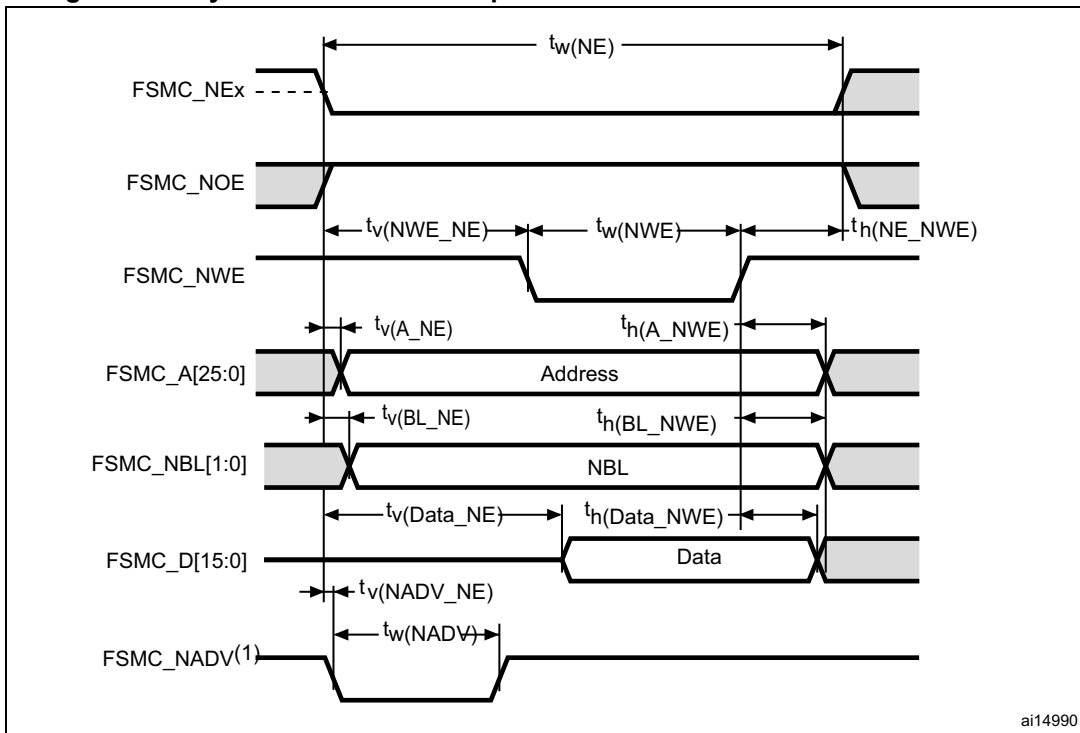 tw(NE)
FSMC_NEx
FSMC_NOE
tv(NWE_NE) tw(NWE) th(NE_NWE)
FSMC_NWE
tv(A_NE) th(A_NWE)
FSMC_A[25:0] Address
tv(BL_NE) th(BL_NWE)
FSMC_NBL[1:0] NBL
tv(Data_NE) th(Data_NWE)
FSMC_D[15:0] Data
tv(NADV_NE)
tw(NADV)
FSMC_NADV(1)
ai14990